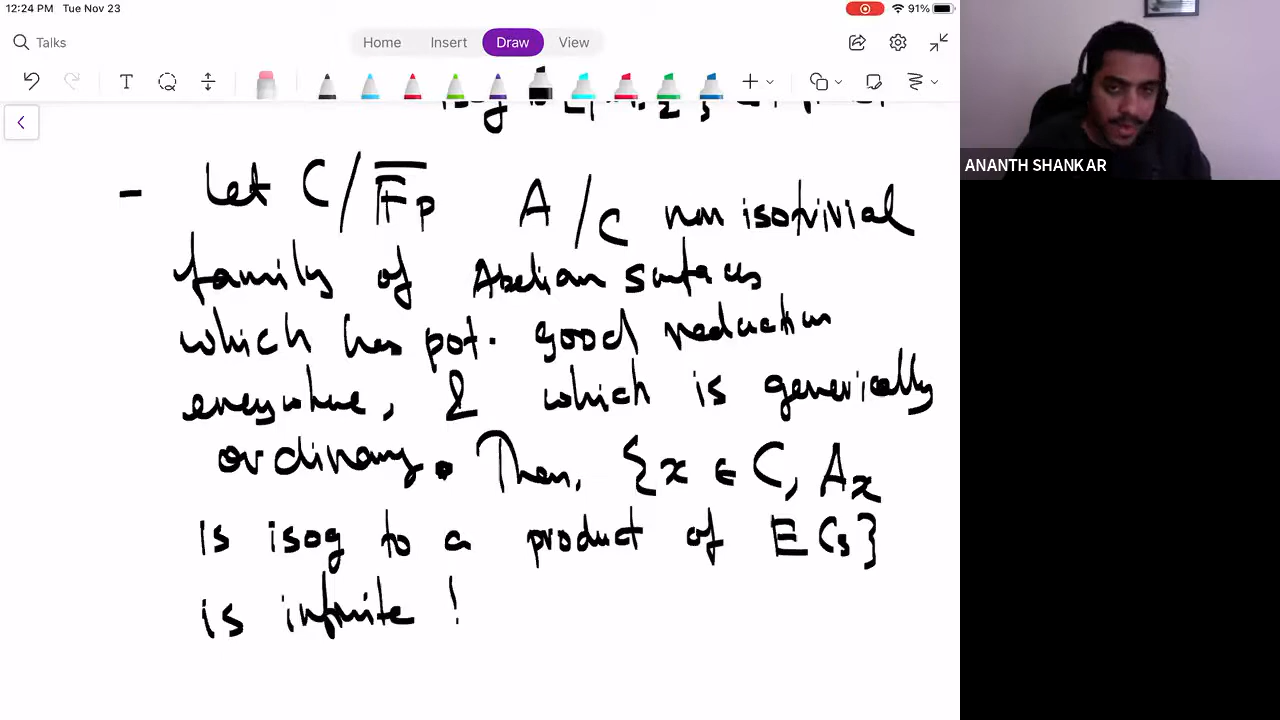 12:24 PM Tue Nov 23
91%
Talks
Home Insert Draw View
ANANTH SHANKAR
- Let C/F̅p A/C non isotrivial
family of Abelian surfaces
which has pot. good reduction
everywhere, & which is generically
ordinary. Then, {x ∈ C, Ax
is isog to a product of ECs}
is infinite!